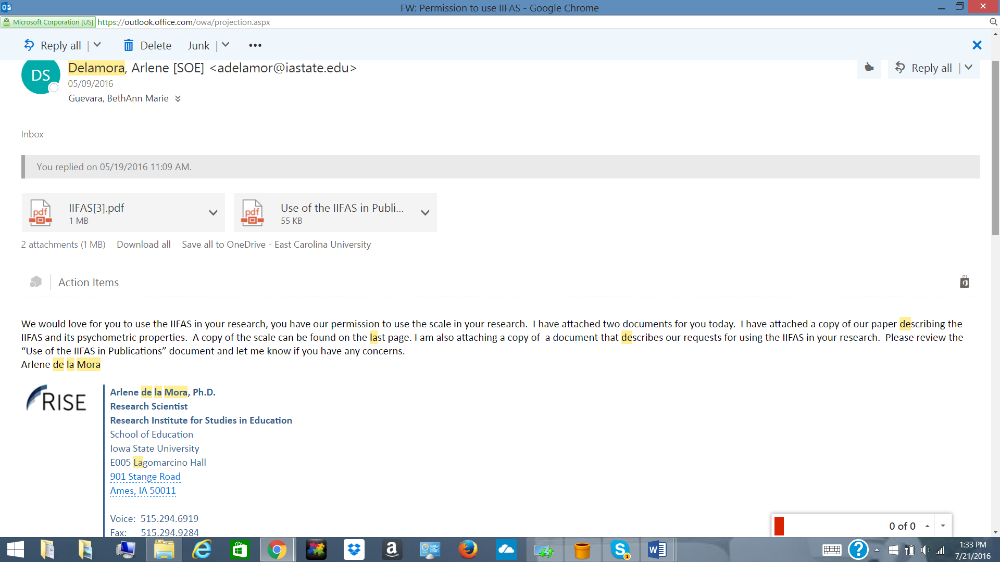 FW: Permission to use IIFAS - Google Chrome
Microsoft Corporation [US] https://outlook.office.com/owa/projection.aspx
Reply all Delete Junk
DS
Delamora, Arlene [SOE] <adelamor@iastate.edu>
Reply all
05/09/2016
Guevara, BethAnn Marie
Inbox
You replied on 05/19/2016 11:09 AM.
pdf IIFAS[3].pdf
1 MB
pdf Use of the IIFAS in Publi...
55 KB
2 attachments (1 MB) Download all Save all to OneDrive - East Carolina University
Action Items
We would love for you to use the IIFAS in your research, you have our permission to use the scale in your research.  I have attached two documents for you today.  I have attached a copy of our paper describing the
IIFAS and its psychometric properties.  A copy of the scale can be found on the last page. I am also attaching a copy of  a document that describes our requests for using the IIFAS in your research.  Please review the
“Use of the IIFAS in Publications” document and let me know if you have any concerns.
Arlene de la Mora
RISE
Arlene de la Mora, Ph.D.
Research Scientist
Research Institute for Studies in Education
School of Education
Iowa State University
E005 Lagomarcino Hall
901 Stange Road
Ames, IA 50011
Voice:  515.294.6919
Fax:  515.294.9284
0 of 0
1:33 PM
7/21/2016